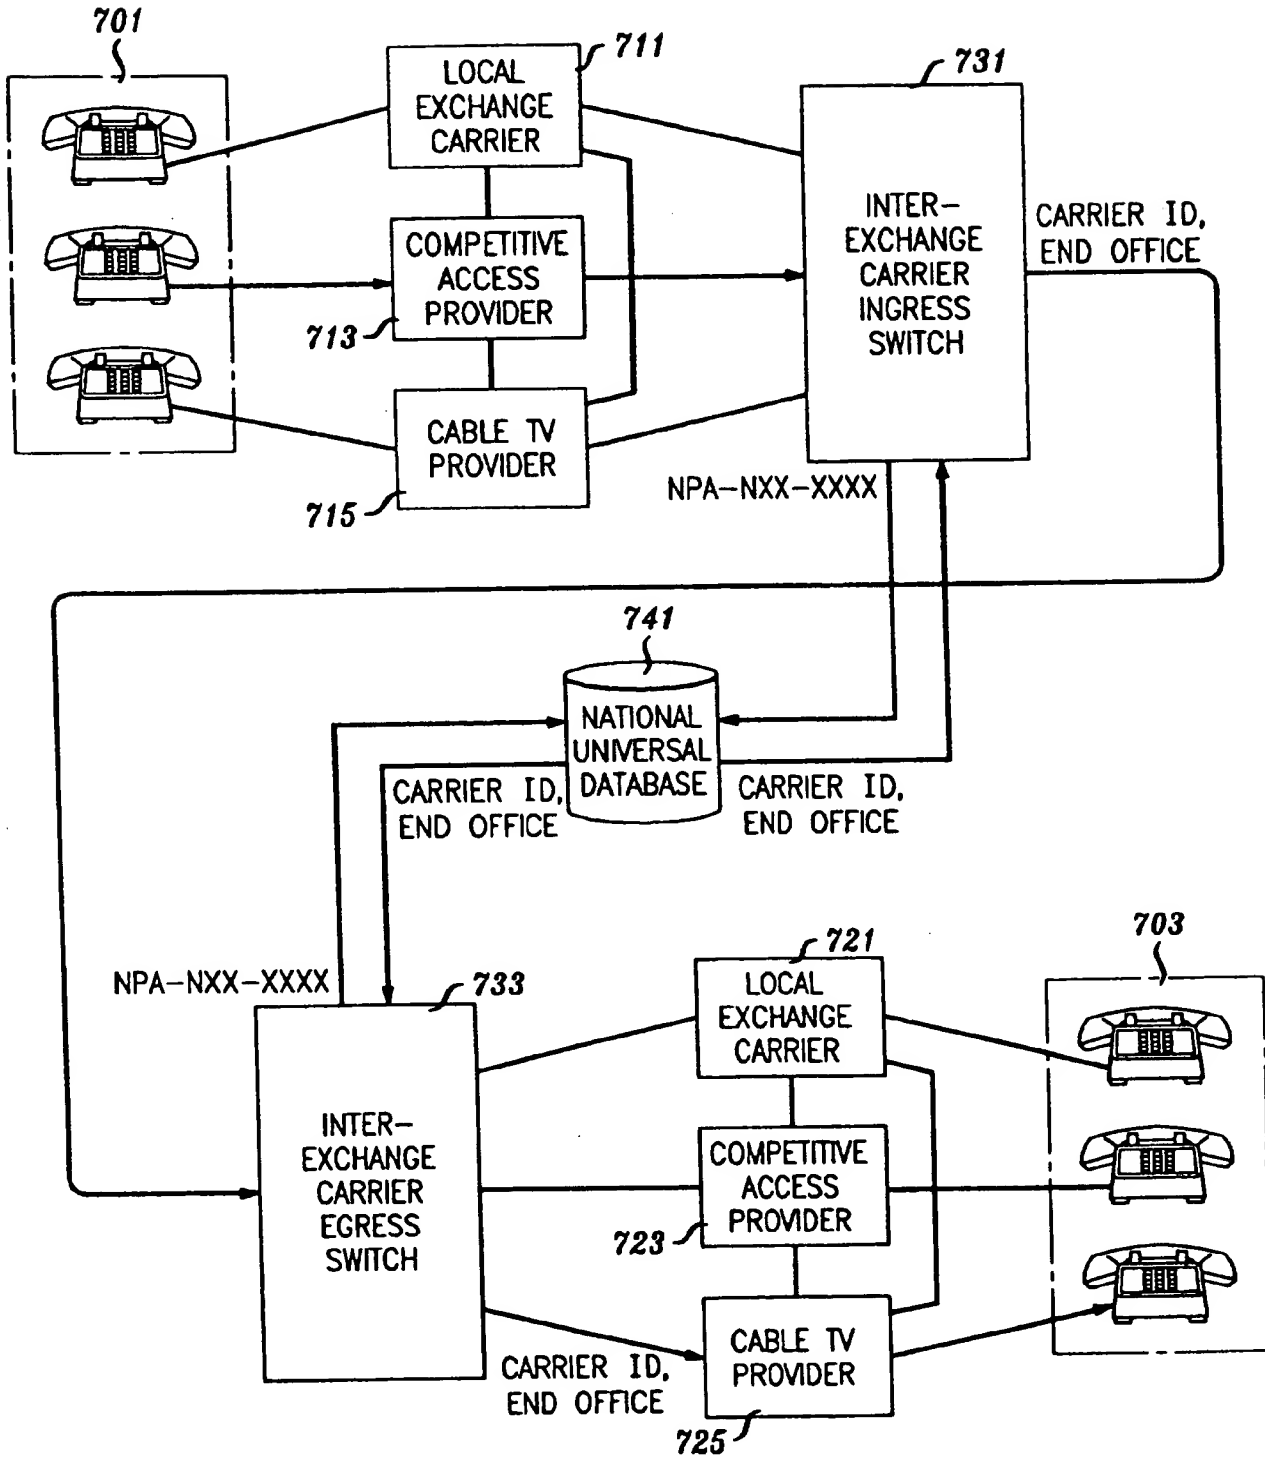 701
711
LOCAL
EXCHANGE
CARRIER
731
COMPETITIVE
ACCESS
PROVIDER
713
INTER-
EXCHANGE
CARRIER
INGRESS
SWITCH
CARRIER ID,
END OFFICE
CABLE TV
PROVIDER
715
NPA-NXX-XXXX
741
NATIONAL
UNIVERSAL
DATABASE
CARRIER ID,
END OFFICE
CARRIER ID,
END OFFICE
NPA-NXX-XXXX
733
721
LOCAL
EXCHANGE
CARRIER
703
INTER-
EXCHANGE
CARRIER
EGRESS
SWITCH
COMPETITIVE
ACCESS
PROVIDER
723
CABLE TV
PROVIDER
CARRIER ID,
END OFFICE
725